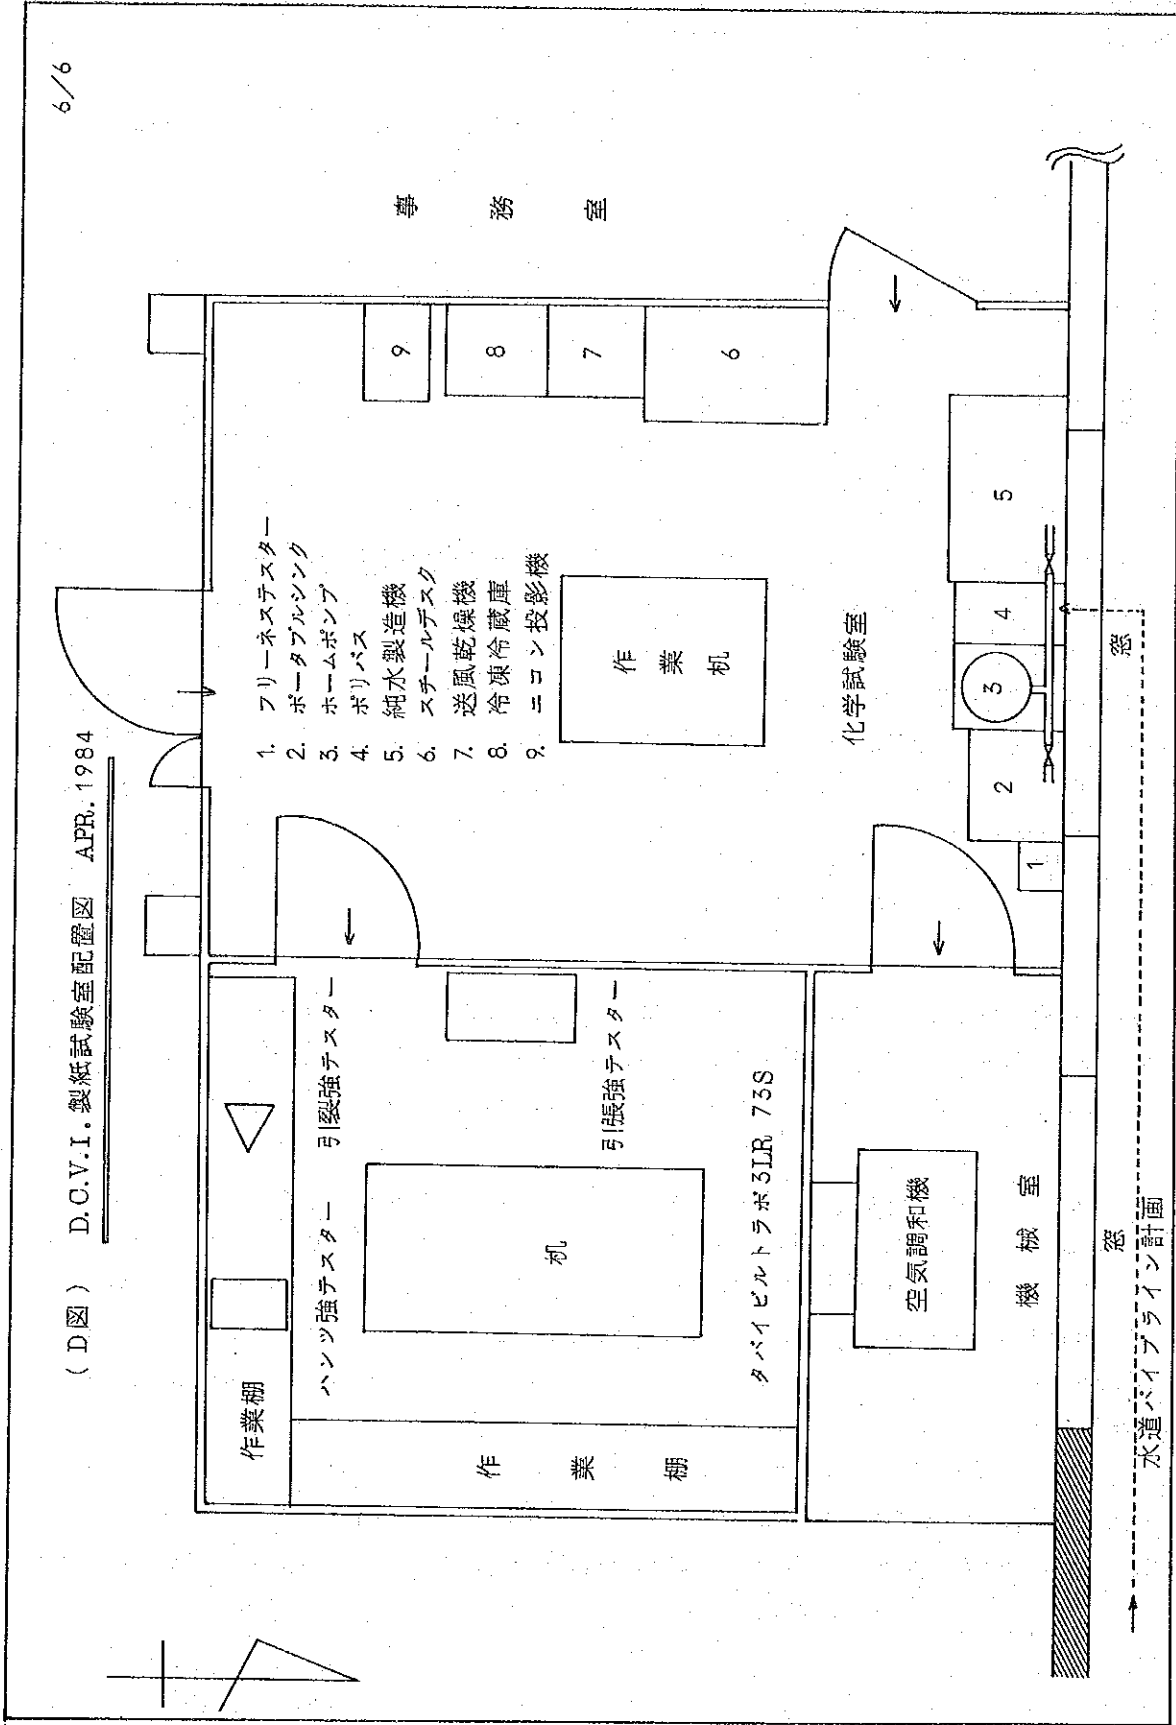 6/6
(D図) D.C.V.I.製紙試験室配置図 APR.1984
1. フリーネステスター
2. ポータブルシンク
3. ホームポンプ
4. ポリバス
5. 純水製造機
6. スチールデスク
7. 送風乾燥機
8. 冷凍冷蔵庫
9. ニコン投影機
事務室
作業棚
ハンツ強テスター
引裂強テスター
机
引張強テスター
作業棚
タバイビルトラボ3LR 73S
作業机
9
8
7
6
化学試験室
空気調和機
機械室
1
2
3
4
5
窓
窓
水道パイプライン計画